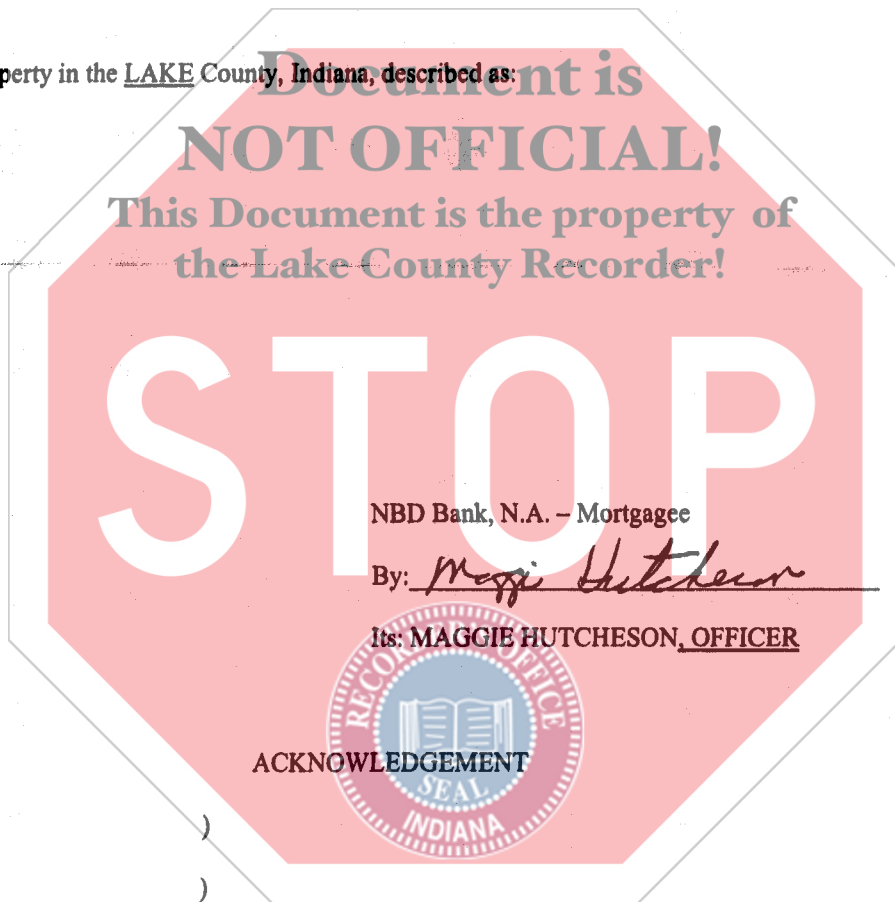 perty in the LAKE County, Indiana, described as:
Document is
NOT OFFICIAL!
This Document is the property of
the Lake County Recorder!
STOP
NBD Bank, N.A. – Mortgagee
By: Maggie Hutcheson
Its: MAGGIE HUTCHESON, OFFICER
RECORDER'S OFFICE
SEAL
INDIANA
ACKNOWLEDGEMENT
)
)